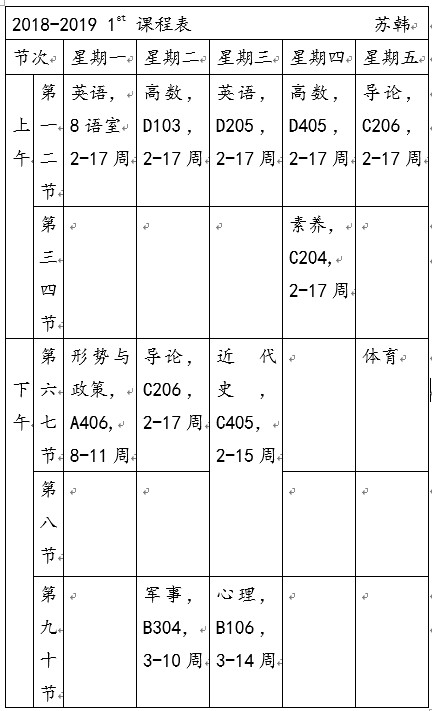 2018-2019 1st 课程表 苏韩
节次 星期一 星期二 星期三 星期四 星期五
上午
第一二节
英语,
8语室
2-17周
高数,
D103,
2-17周
英语,
D205,
2-17周
高数,
D405,
2-17周
导论,
C206,
2-17周
第三四节
素养,
C204,
2-17周
下午
第六七节
形势与
政策,
A406,
8-11周
导论,
C206,
2-17周
近代
史,
C405,
2-15周
体育
第八节
第九十节
军事,
B304,
3-10周
心理,
B106,
3-14周